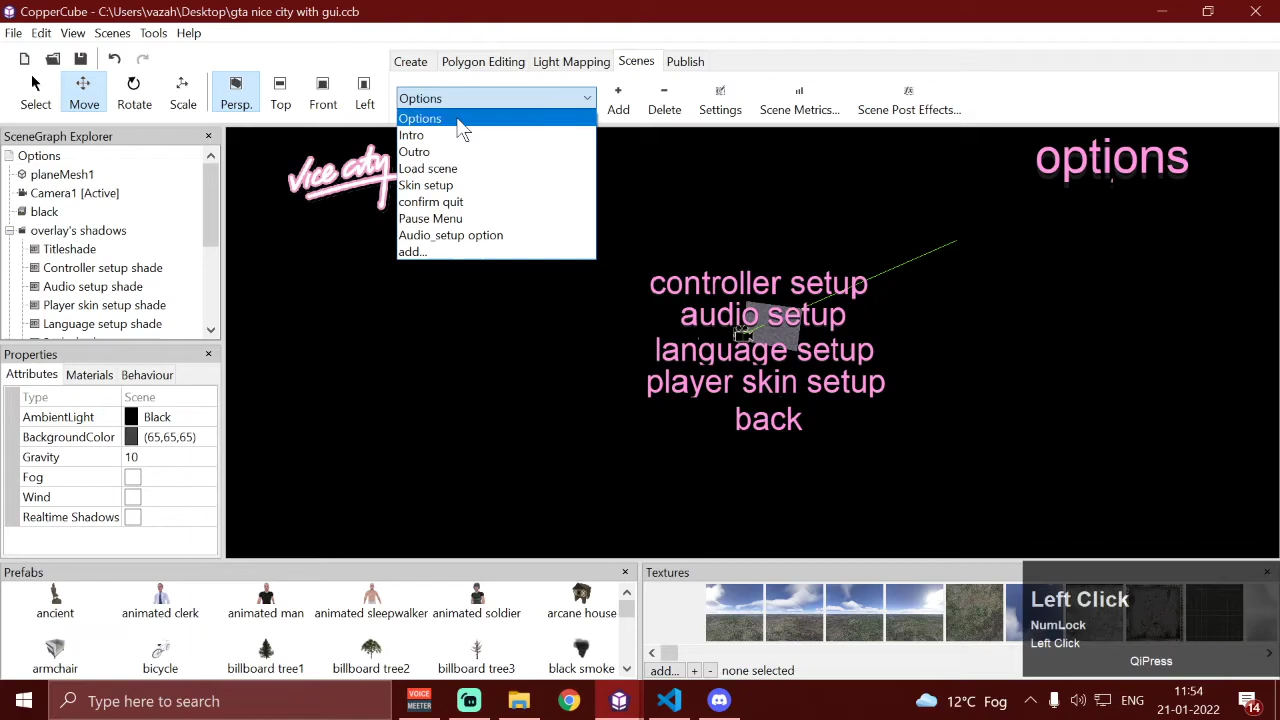 CopperCube - C:\Users\vazah\Desktop\gta nice city with gui.ccb
File Edit View Scenes Tools Help
Create Polygon Editing Light Mapping Scenes Publish
Select Move Rotate Scale Persp. Top Front Left
Options
Add Delete Settings Scene Metrics... Scene Post Effects...
Options
Intro
Outro
Load scene
Skin setup
confirm quit
Pause Menu
Audio_setup option
add...
SceneGraph Explorer
Options
planeMesh1
Camera1 [Active]
black
overlay's shadows
Titleshade
Controller setup shade
Audio setup shade
Player skin setup shade
Language setup shade
vice city
options
controller setup
audio setup
language setup
player skin setup
back
Properties
Attributes Materials Behaviour
Type Scene
AmbientLight Black
BackgroundColor (65,65,65)
Gravity 10
Fog
Wind
Realtime Shadows
Prefabs
ancient animated clerk animated man animated sleepwalker animated soldier arcane house
armchair bicycle billboard tree1 billboard tree2 billboard tree3 black smoke
Textures
add... + - none selected
Left Click
NumLock
Left Click
QiPress
Type here to search
VOICE
MEETER
12°C Fog
ENG
11:54
21-01-2022
14